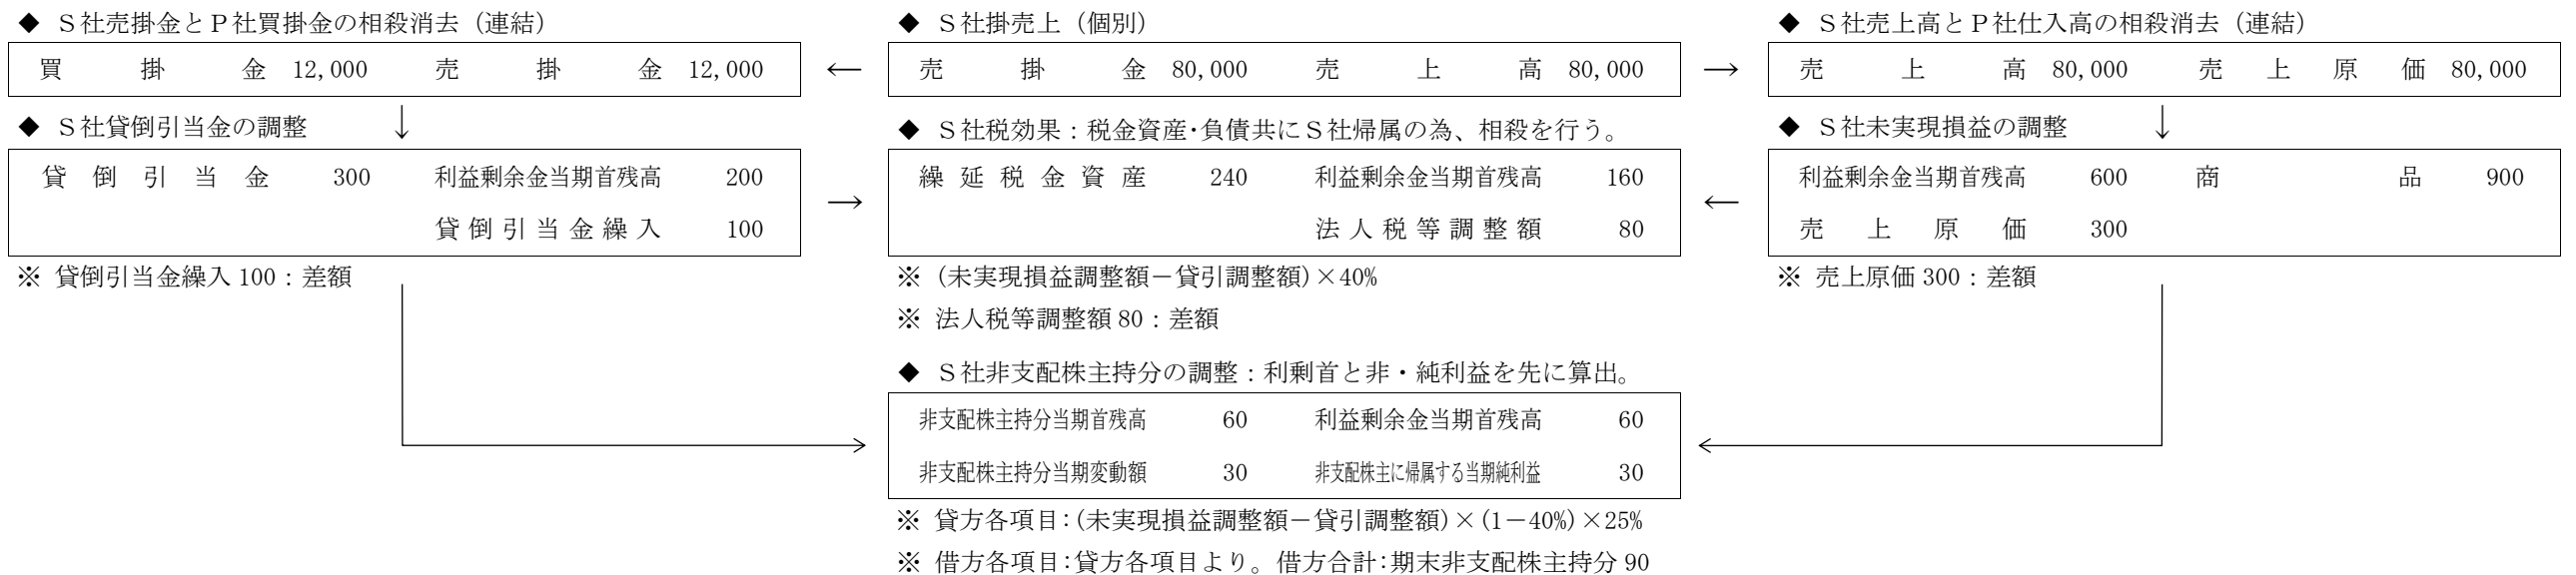 ◆ S社売掛金とP社買掛金の相殺消去（連結）
買掛金 12,000 売掛金 12,000
↓
◆ S社貸倒引当金の調整
貸倒引当金 300 利益剰余金当期首残高 200
貸倒引当金繰入 100
※ 貸倒引当金繰入 100：差額
←
→
◆ S社掛売上（個別）
売掛金 80,000 売上高 80,000
◆ S社税効果：税金資産・負債共にS社帰属の為、相殺を行う。
繰延税金資産 240 利益剰余金当期首残高 160
法人税等調整額 80
※ (未実現損益調整額－貸引調整額)×40%
※ 法人税等調整額 80：差額
→
←
◆ S社売上高とP社仕入高の相殺消去（連結）
売上高 80,000 売上原価 80,000
↓
◆ S社未実現損益の調整
利益剰余金当期首残高 600 商品 900
売上原価 300
※ 売上原価 300：差額
◆ S社非支配株主持分の調整：利剰首と非・純利益を先に算出。
非支配株主持分当期首残高 60 利益剰余金当期首残高 60
非支配株主持分当期変動額 30 非支配株主に帰属する当期純利益 30
※ 貸方各項目：(未実現損益調整額－貸引調整額)×(1－40%)×25%
※ 借方各項目：貸方各項目より。借方合計：期末非支配株主持分 90